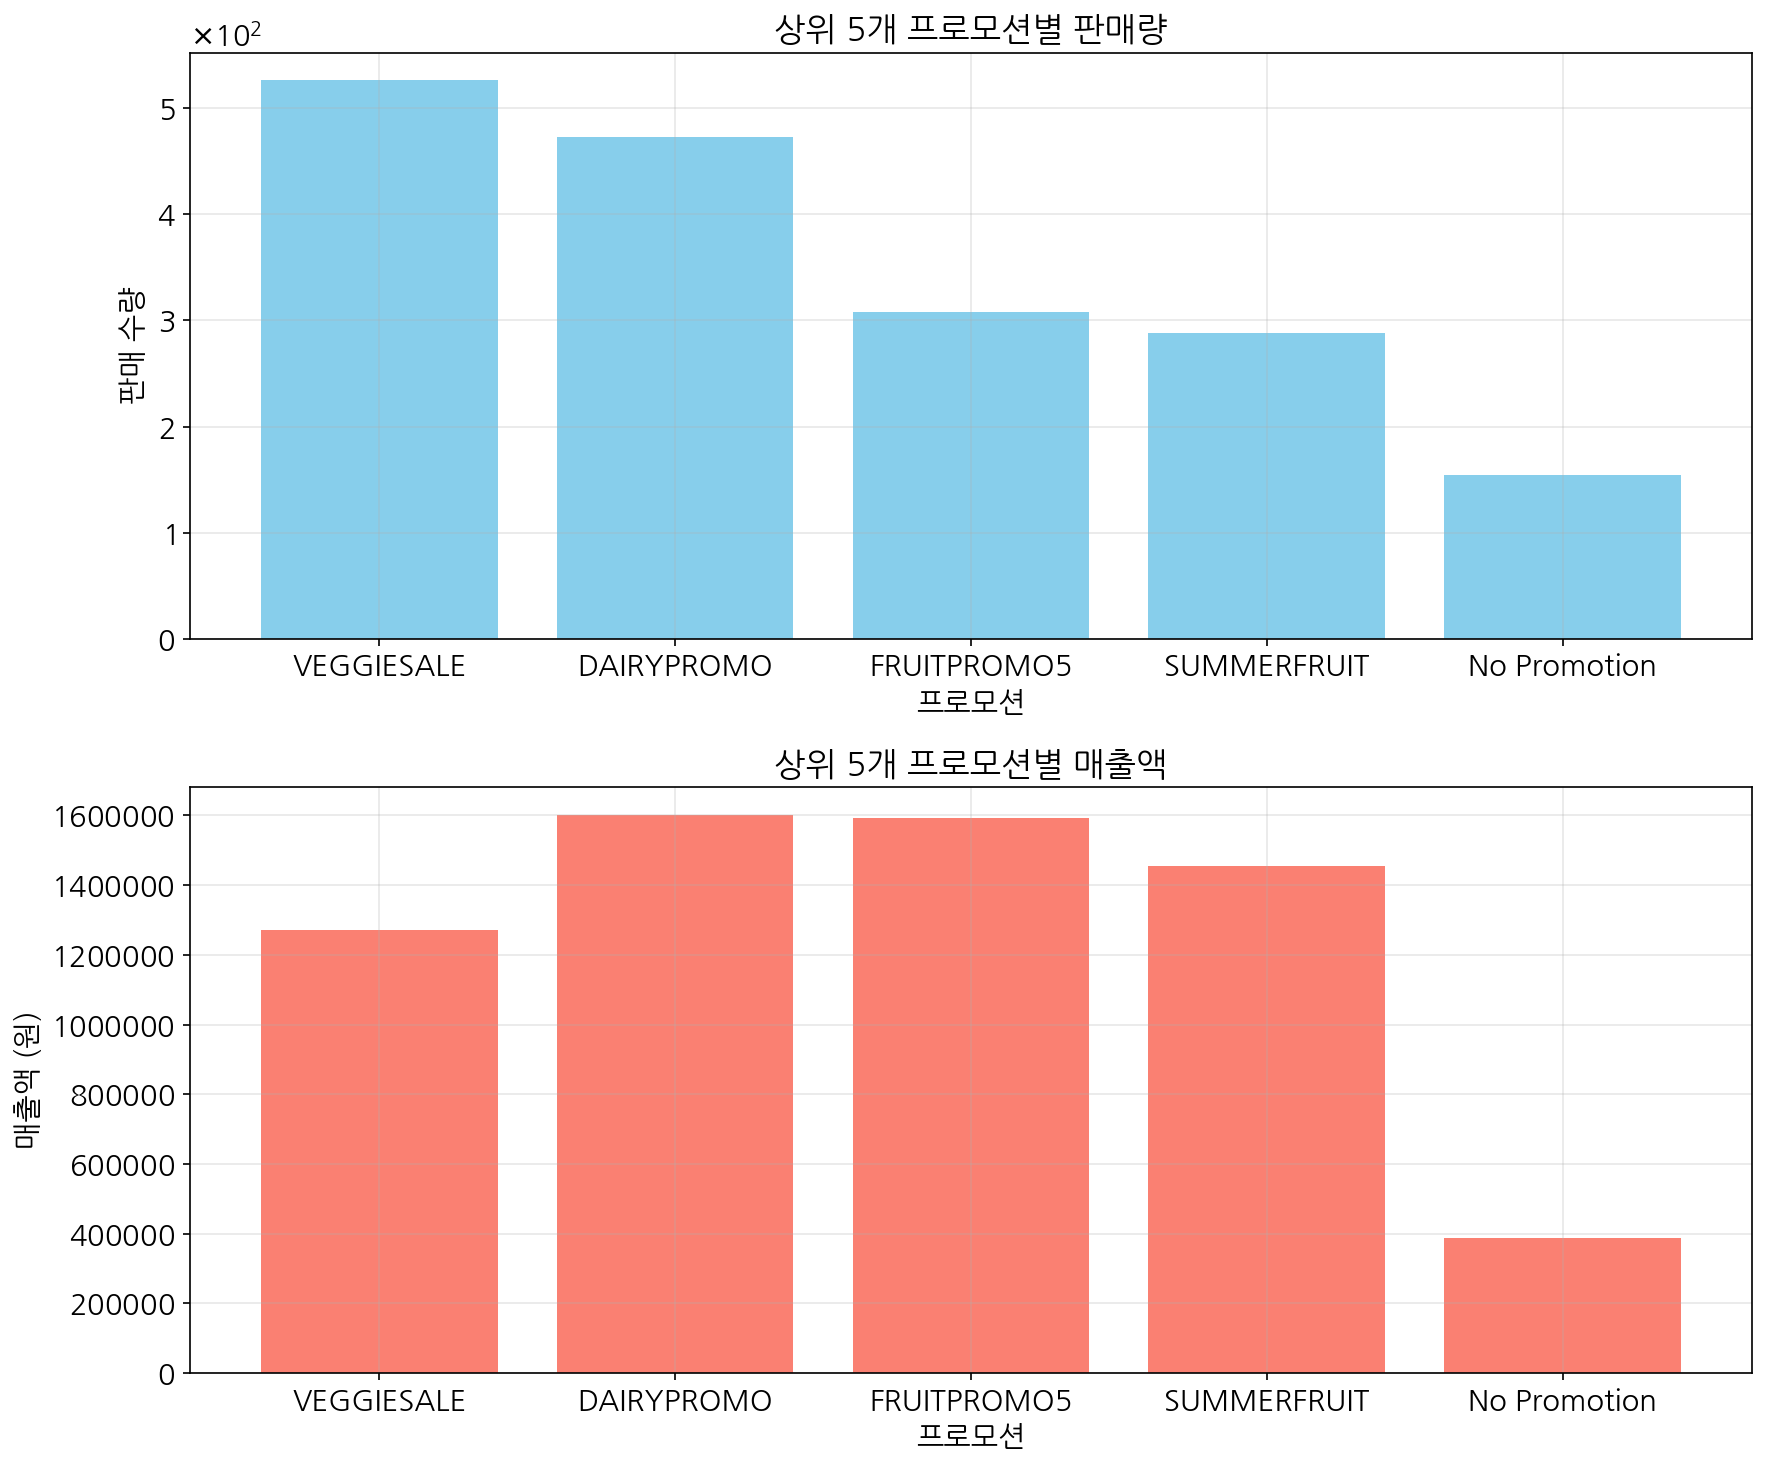 상위 5개 프로모션별 판매량
×10²
5
4
3
2
1
0
판매 수량
VEGGIESALE DAIRYPROMO FRUITPROMO5 SUMMERFRUIT No Promotion
프로모션
상위 5개 프로모션별 매출액
1600000
1400000
1200000
1000000
800000
600000
400000
200000
0
매출액 (원)
VEGGIESALE DAIRYPROMO FRUITPROMO5 SUMMERFRUIT No Promotion
프로모션